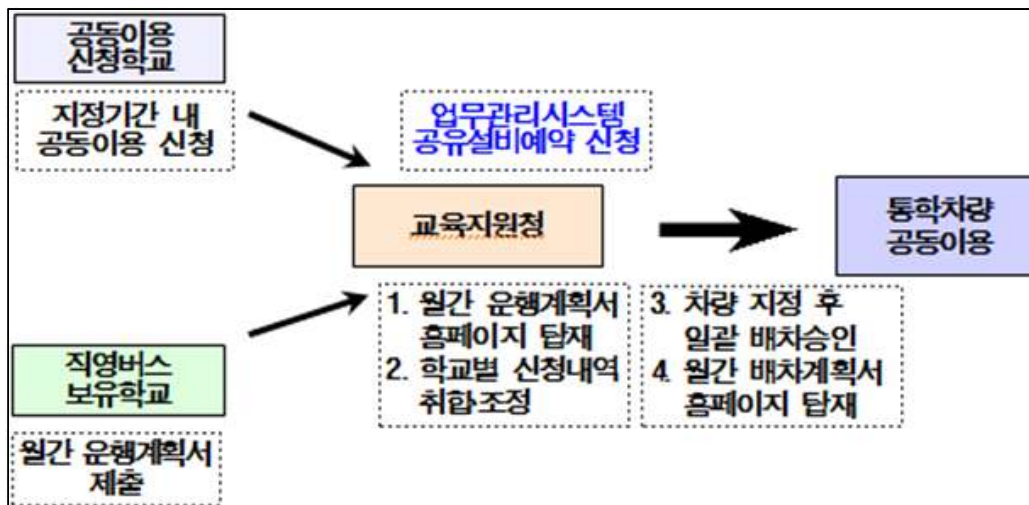 공동이용
신청학교
지정기간 내
공동이용 신청
업무관리시스템
공유설비예약 신청
교육지원청
통학차량
공동이용
1. 월간 운행계획서
홈페이지 탑재
2. 학교별 신청내역
취합·조정
3. 차량 지정 후
일괄 배차승인
4. 월간 배차계획서
홈페이지 탑재
직영버스
보유학교
월간 운행계획서
제출